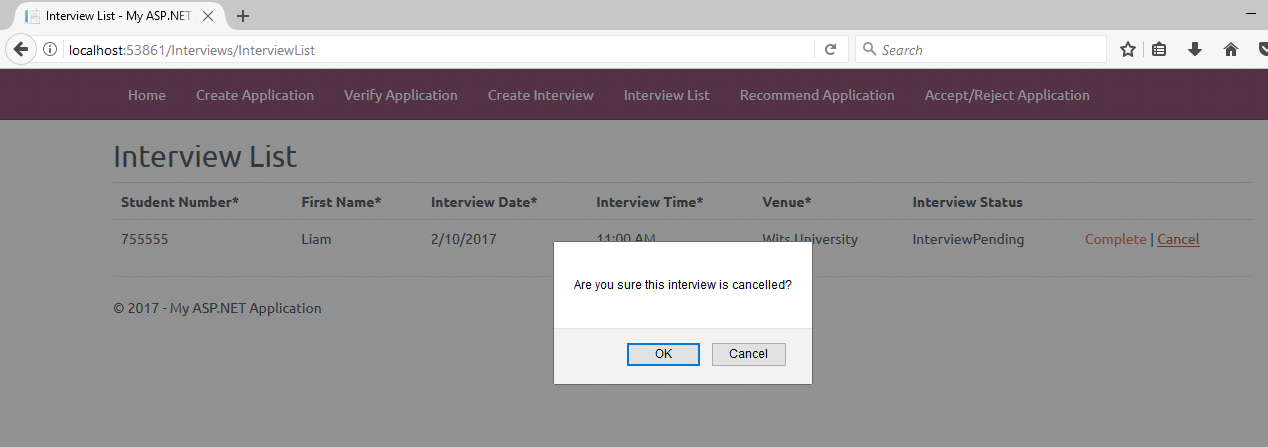 Interview List - My ASP.NET
localhost:53861/Interviews/InterviewList
Search
Home Create Application Verify Application Create Interview Interview List Recommend Application Accept/Reject Application
Interview List
Student Number* First Name* Interview Date* Interview Time* Venue* Interview Status
755555 Liam 2/10/2017 11:00 AM Wits University InterviewPending Complete | Cancel
Are you sure this interview is cancelled?
OK Cancel
© 2017 - My ASP.NET Application